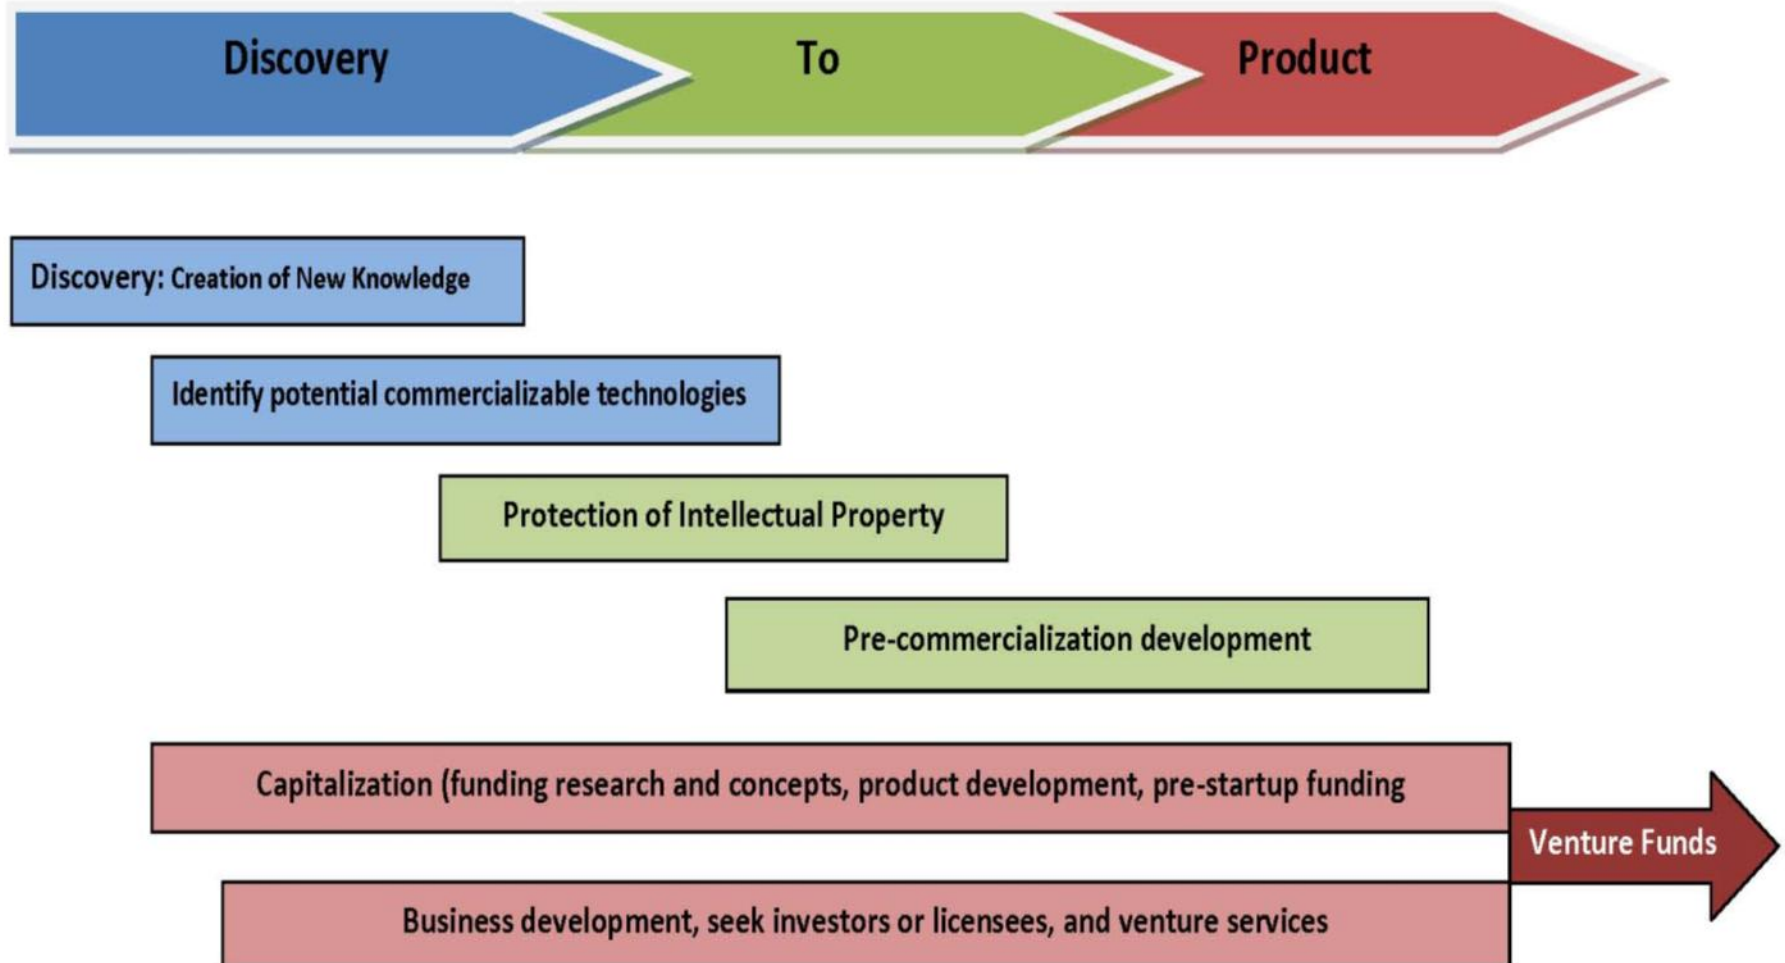 Discovery
To
Product
Discovery: Creation of New Knowledge
Identify potential commercializable technologies
Protection of Intellectual Property
Pre-commercialization development
Capitalization (funding research and concepts, product development, pre-startup funding
Venture Funds
Business development, seek investors or licensees, and venture services